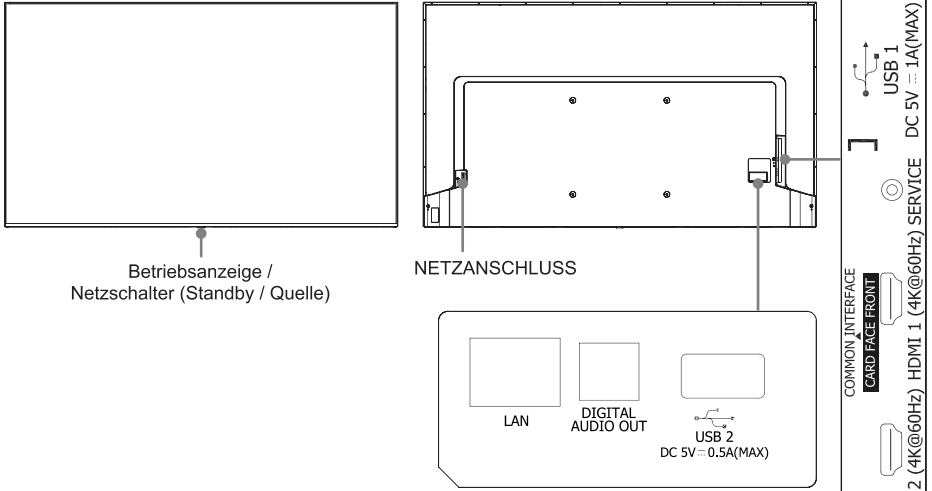 Betriebsanzeige /
Netzschalter (Standby / Quelle)
NETZANSCHLUSS
LAN
DIGITAL
AUDIO OUT
USB 2
DC 5V ⎓ 0.5A(MAX)
USB 1
DC 5V ⎓ 1A(MAX)
SERVICE
COMMON INTERFACE
CARD FACE FRONT
HDMI 1 (4K@60Hz)
2 (4K@60Hz)